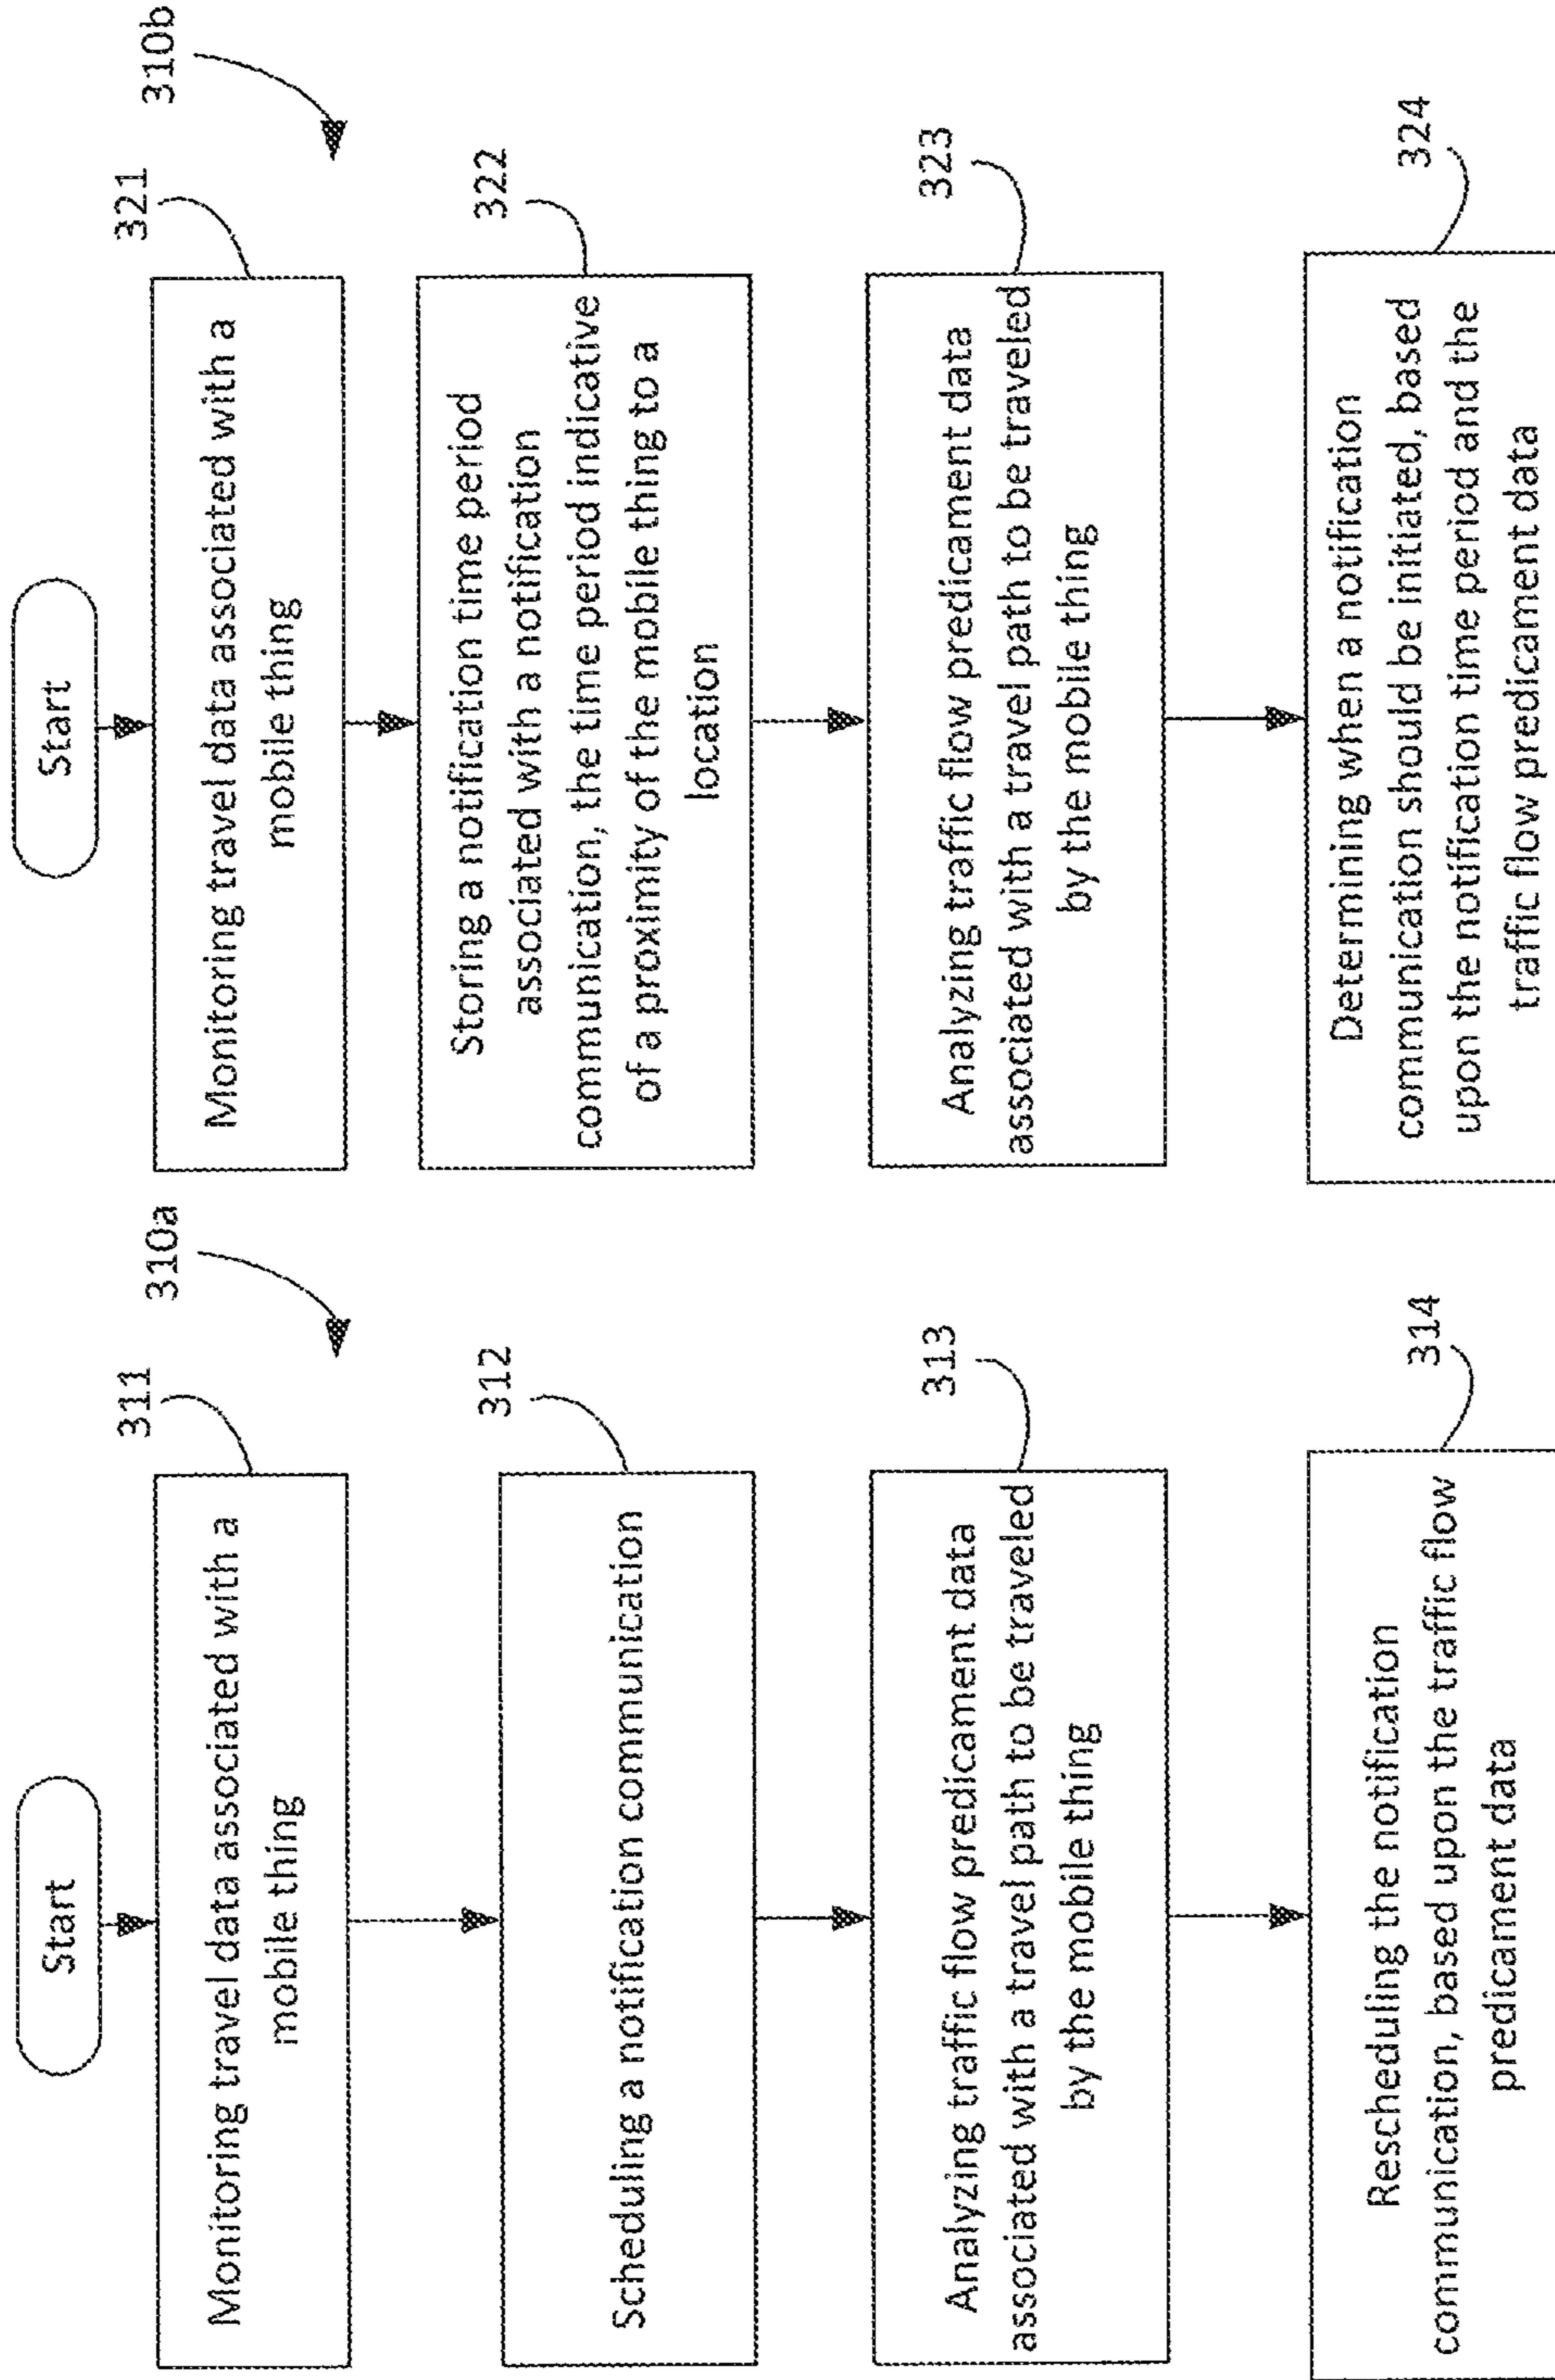 Start
310a
311
Monitoring travel data associated with a
mobile thing
312
Scheduling a notification communication
313
Analyzing traffic flow predicament data
associated with a travel path to be traveled
by the mobile thing
314
Rescheduling the notification
communication, based upon the traffic flow
predicament data
Start
310b
321
Monitoring travel data associated with a
mobile thing
322
Storing a notification time period
associated with a notification
communication, the time period indicative
of a proximity of the mobile thing to a
location
323
Analyzing traffic flow predicament data
associated with a travel path to be traveled
by the mobile thing
324
Determining when a notification
communication should be initiated, based
upon the notification time period and the
traffic flow predicament data